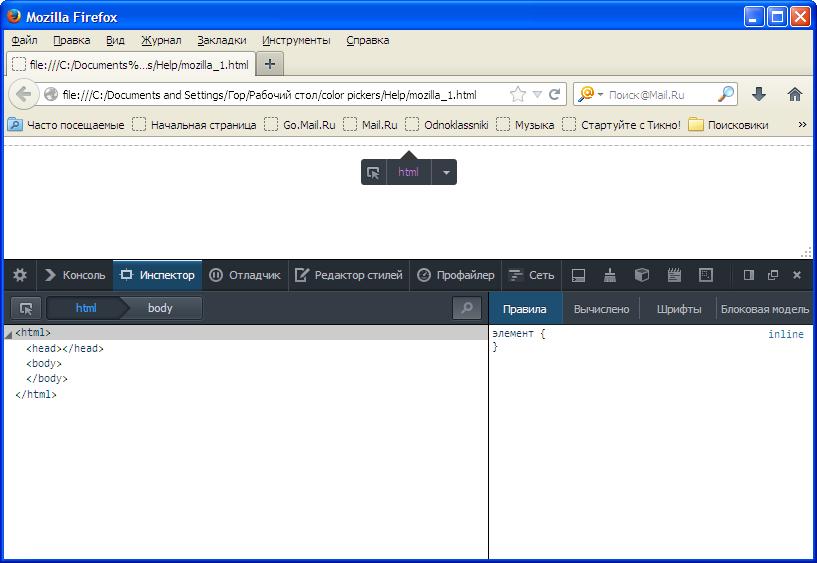 Mozilla Firefox
Файл Правка Вид Журнал Закладки Инструменты Справка
file:///C:/Documents%...s/Help/mozilla_1.html
file:///C:/Documents and Settings/Гор/Рабочий стол/color pickers/Help/mozilla_1.html Поиск@Mail.Ru
Часто посещаемые Начальная страница Go.Mail.Ru Mail.Ru Odnoklassniki Музыка Стартуйте с Тикно! Поисковики »
html
Консоль Инспектор Отладчик Редактор стилей Профайлер Сеть
html body Правила Вычислено Шрифты Блоковая модель
<html> элемент { inline
<head></head> }
<body>
</body>
</html>